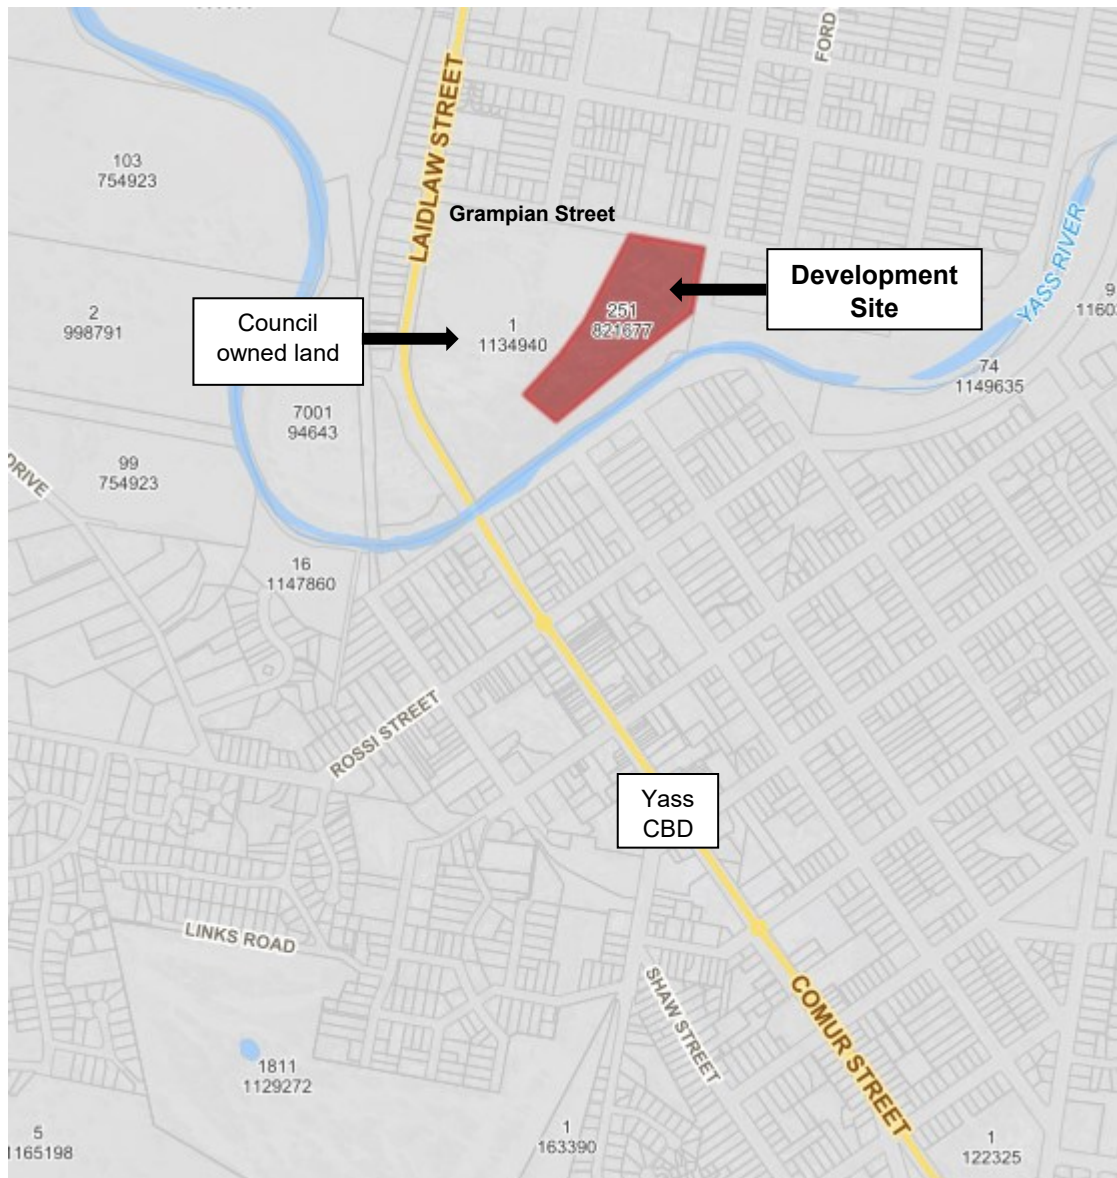 FORD
LAIDLAW STREET
103
754923
Grampian Street
YASS RIVER
Development
Site
2
998791
Council
owned land
1
1134940
251
821677
9
74
1149635
7001
94643
DRIVE
99
754923
16
1147860
ROSSI STREET
Yass
CBD
LINKS ROAD
SHAW STREET
COMUR STREET
1811
1129272
5
1165198
1
163390
1
122325